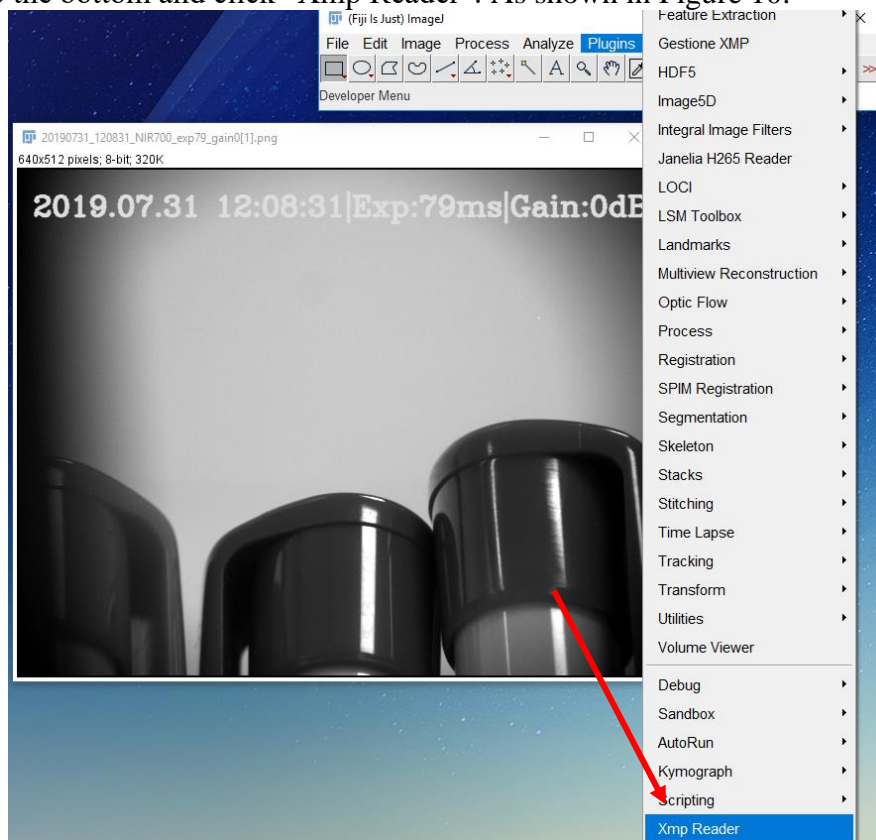 the bottom and click "Xmp Reader". As shown in Figure 10.
(Fiji Is Just) ImageJ
File Edit Image Process Analyze Plugins
Developer Menu
20190731_120831_NIR700_exp79_gain0[1].png
640x512 pixels; 8-bit; 320K
2019.07.31 12:08:31|Exp:79ms|Gain:0dB
Feature Extraction
Gestione XMP
HDF5
Image5D
Integral Image Filters
Janelia H265 Reader
LOCI
LSM Toolbox
Landmarks
Multiview Reconstruction
Optic Flow
Process
Registration
SPIM Registration
Segmentation
Skeleton
Stacks
Stitching
Time Lapse
Tracking
Transform
Utilities
Volume Viewer
Debug
Sandbox
AutoRun
Kymograph
Scripting
Xmp Reader